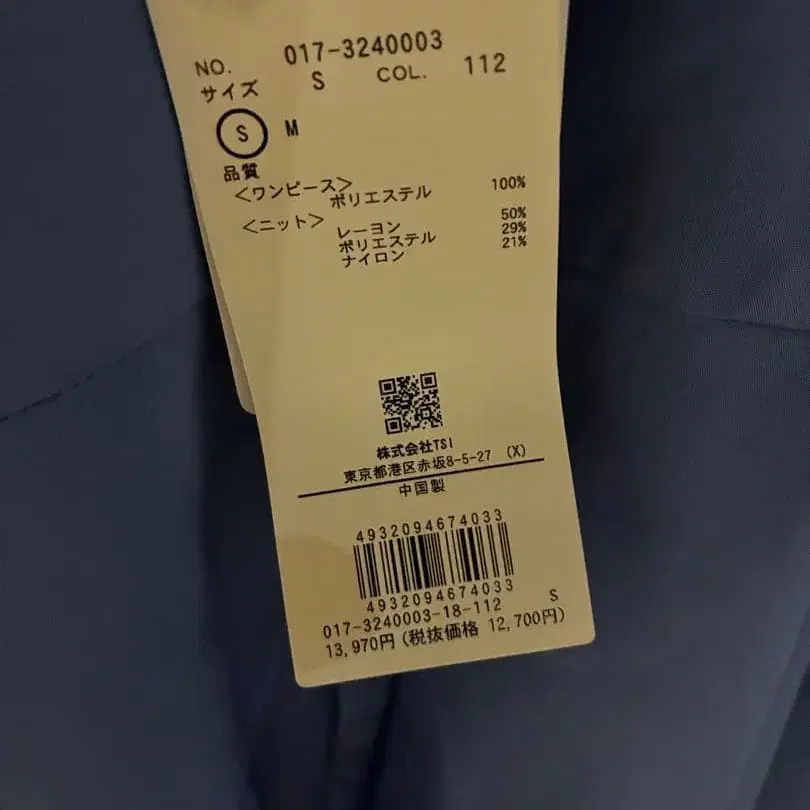 NO. 017-3240003
サイズ S COL. 112
S M
品質
<ワンピース>
ポリエステル 100%
<ニット>
レーヨン 50%
ポリエステル 29%
ナイロン 21%
株式会社TSI
東京都港区赤坂8-5-27 (X)
中国製
4932094674033
4932094674033
017-3240003-18-112 S
13,970円(税抜価格 12,700円)